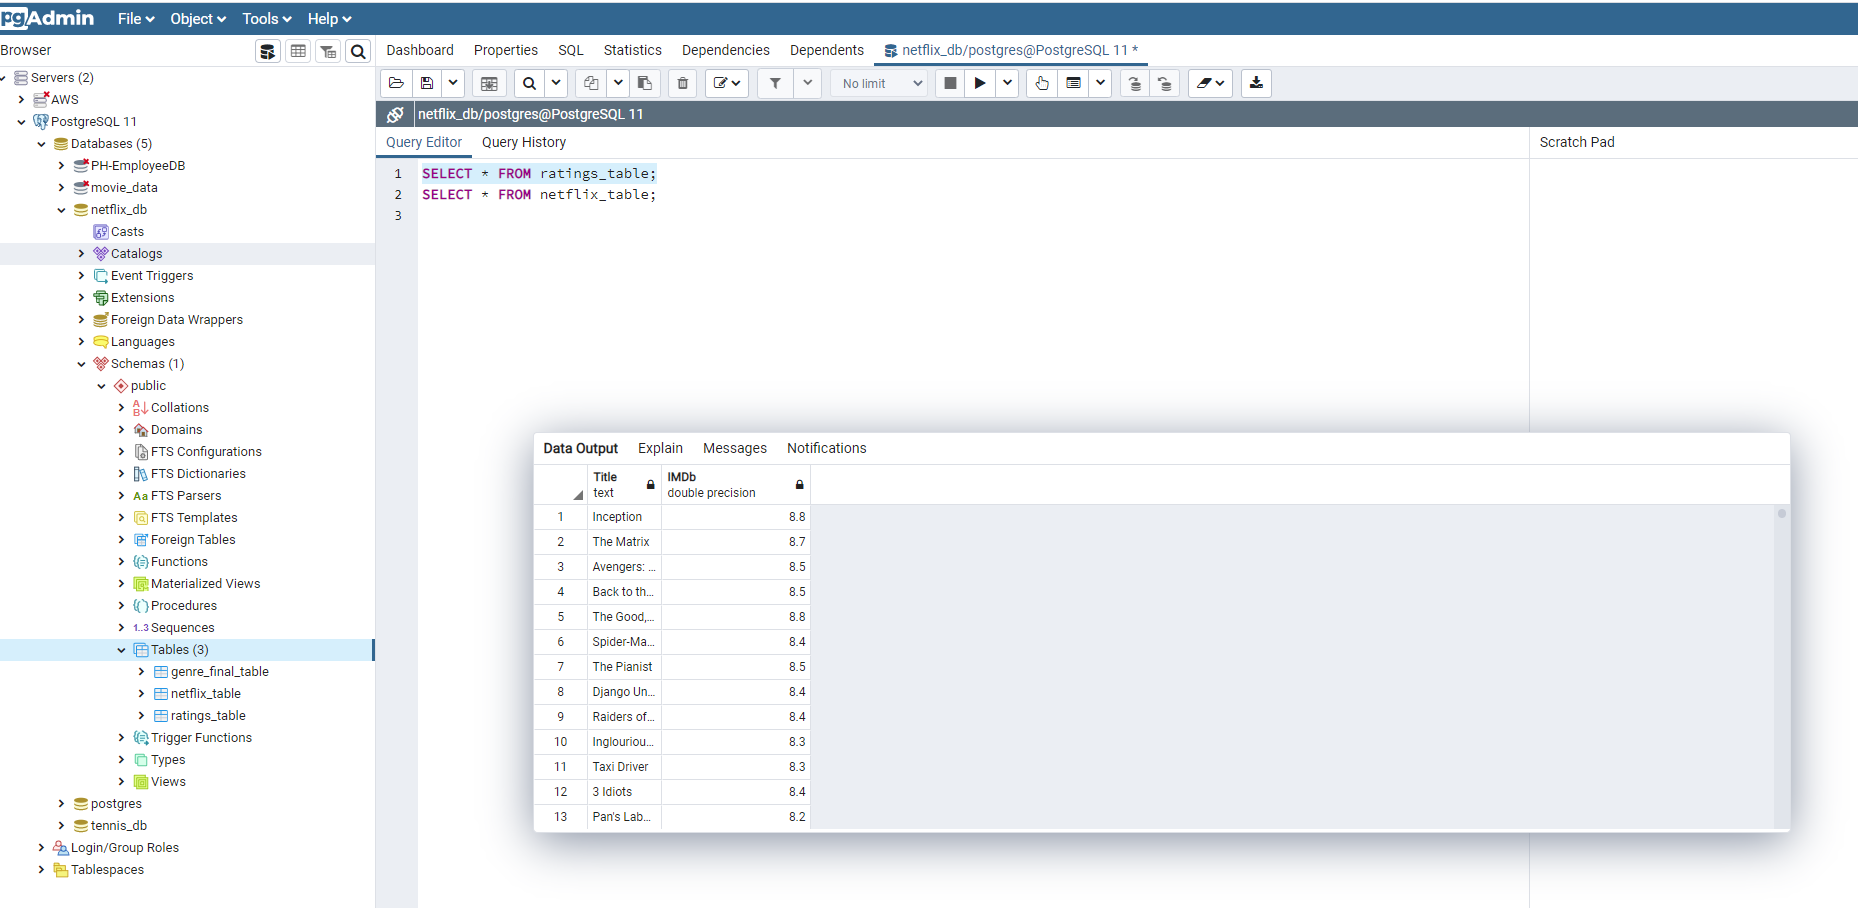 pgAdmin File Object Tools Help
Browser
Dashboard Properties SQL Statistics Dependencies Dependents netflix_db/postgres@PostgreSQL 11 *
Servers (2)
AWS
PostgreSQL 11
Databases (5)
PH-EmployeeDB
movie_data
netflix_db
Casts
Catalogs
Event Triggers
Extensions
Foreign Data Wrappers
Languages
Schemas (1)
public
Collations
Domains
FTS Configurations
FTS Dictionaries
Aa FTS Parsers
FTS Templates
Foreign Tables
Functions
Materialized Views
Procedures
1..3 Sequences
Tables (3)
genre_final_table
netflix_table
ratings_table
Trigger Functions
Types
Views
postgres
tennis_db
Login/Group Roles
Tablespaces
No limit
netflix_db/postgres@PostgreSQL 11
Query Editor Query History
Scratch Pad
1 SELECT * FROM ratings_table;
2 SELECT * FROM netflix_table;
3
Data Output Explain Messages Notifications
Title IMDb
text double precision
1 Inception 8.8
2 The Matrix 8.7
3 Avengers: ... 8.5
4 Back to th... 8.5
5 The Good,... 8.8
6 Spider-Ma... 8.4
7 The Pianist 8.5
8 Django Un... 8.4
9 Raiders of... 8.4
10 Inglouriou... 8.3
11 Taxi Driver 8.3
12 3 Idiots 8.4
13 Pan's Lab... 8.2